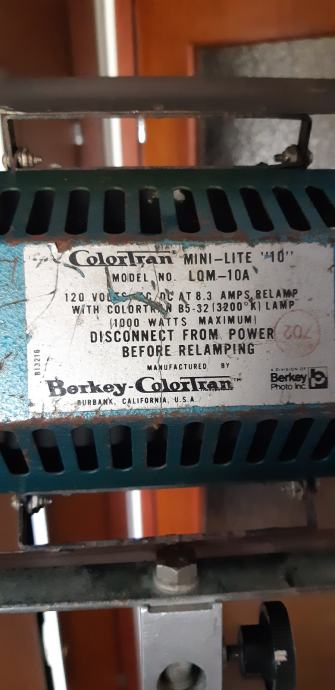 ColorTran MINI-LITE "10"
MODEL NO. LQM-10A
120 VOLTS AC/DC AT 8.3 AMPS. RELAMP
WITH COLORTRAN B5-32 (3200°K) LAMP
(1000 WATTS MAXIMUM)
DISCONNECT FROM POWER
BEFORE RELAMPING
702
MANUFACTURED BY
Berkey-ColorTran™
BURBANK, CALIFORNIA, U.S.A.
A DIVISION OF
Berkey
Photo Inc
813216